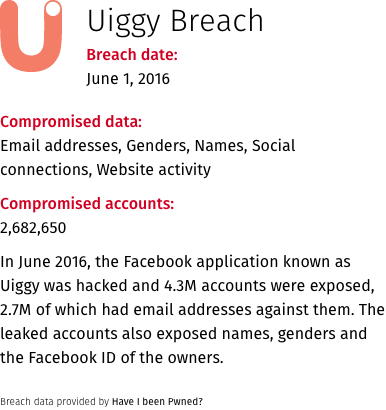 Uiggy Breach
Breach date:
June 1, 2016
Compromised data:
Email addresses, Genders, Names, Social
connections, Website activity
Compromised accounts:
2,682,650
In June 2016, the Facebook application known as
Uiggy was hacked and 4.3M accounts were exposed,
2.7M of which had email addresses against them. The
leaked accounts also exposed names, genders and
the Facebook ID of the owners.
Breach data provided by Have I been Pwned?